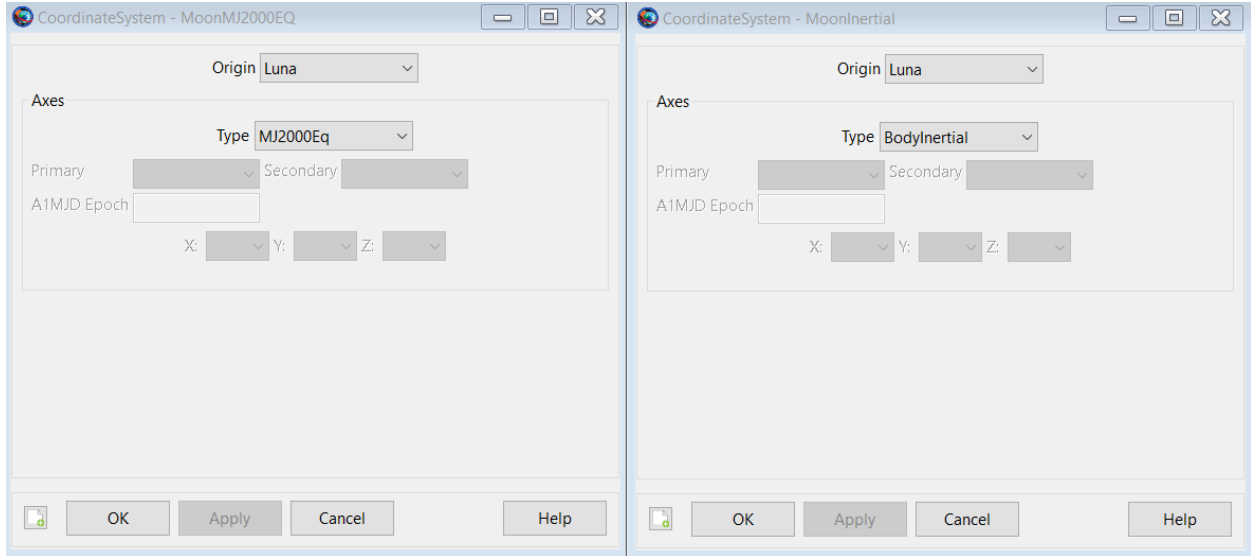 CoordinateSystem - MoonMJ2000EQ
Origin Luna
Axes
Type MJ2000Eq
Primary Secondary
A1MJD Epoch
X: Y: Z:
OK Apply Cancel Help
CoordinateSystem - MoonInertial
Origin Luna
Axes
Type BodyInertial
Primary Secondary
A1MJD Epoch
X: Y: Z:
OK Apply Cancel Help